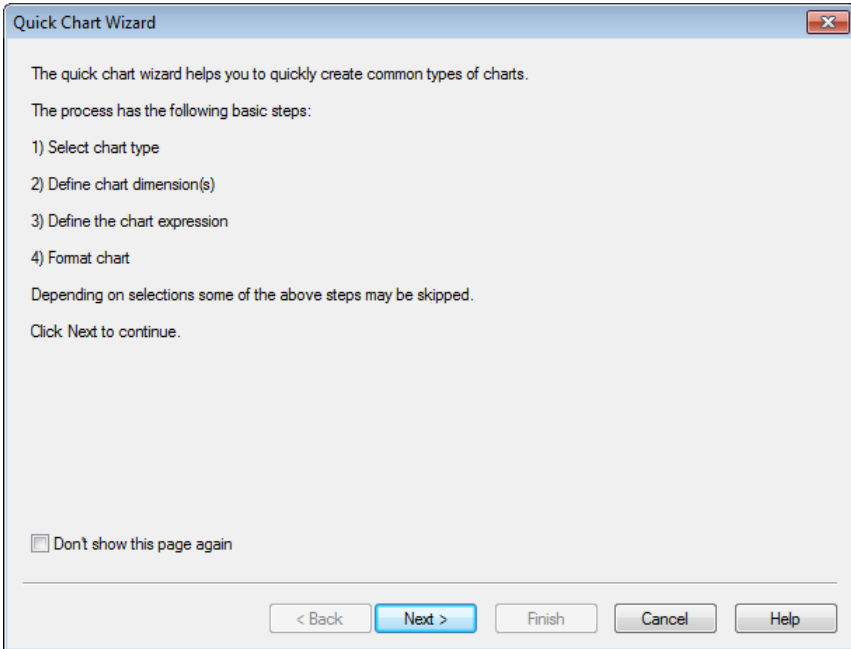 Quick Chart Wizard
The quick chart wizard helps you to quickly create common types of charts.
The process has the following basic steps:
1) Select chart type
2) Define chart dimension(s)
3) Define the chart expression
4) Format chart
Depending on selections some of the above steps may be skipped.
Click Next to continue.
Don't show this page again
< Back Next > Finish Cancel Help